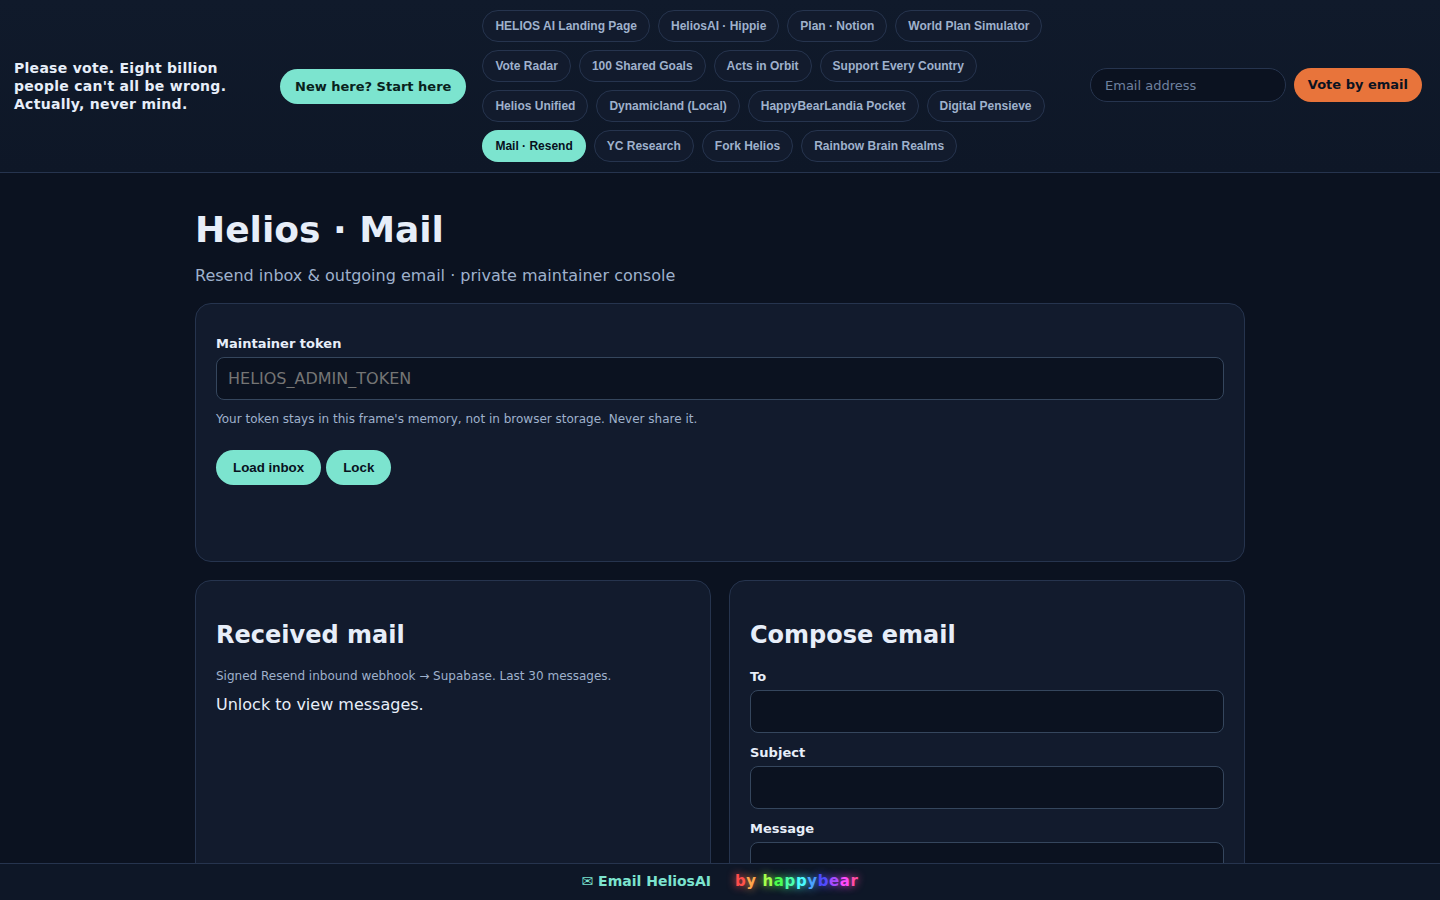 Please vote. Eight billion
people can't all be wrong.
Actually, never mind.
New here? Start here
HELIOS AI Landing Page
HeliosAI · Hippie
Plan · Notion
World Plan Simulator
Vote Radar
100 Shared Goals
Acts in Orbit
Support Every Country
Helios Unified
Dynamicland (Local)
HappyBearLandia Pocket
Digital Pensieve
Mail · Resend
YC Research
Fork Helios
Rainbow Brain Realms
Email address
Vote by email
Helios · Mail
Resend inbox & outgoing email · private maintainer console
Maintainer token
HELIOS_ADMIN_TOKEN
Your token stays in this frame's memory, not in browser storage. Never share it.
Load inbox
Lock
Received mail
Signed Resend inbound webhook → Supabase. Last 30 messages.
Unlock to view messages.
Compose email
To
Subject
Message
✉ Email HeliosAI
by happybear